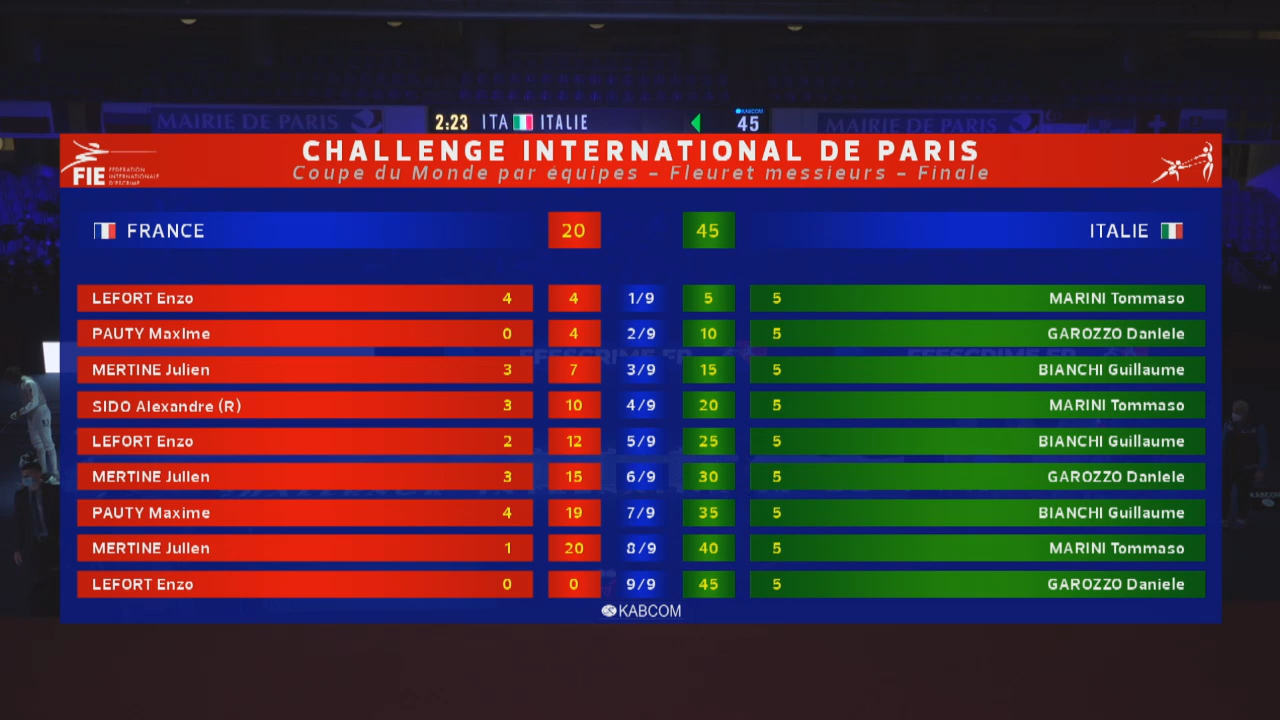 MAIRIE DE PARIS
2:23 ITA ITALIE 45
KABCOM
MAIRIE DE PARIS
CHALLENGE INTERNATIONAL DE PARIS
Coupe du Monde par équipes – Fleuret messieurs – Finale
FIE FEDERATION INTERNATIONALE D'ESCRIME
FRANCE 20 45 ITALIE
LEFORT Enzo 4 4 1/9 5 5 MARINI Tommaso
PAUTY Maxime 0 4 2/9 10 5 GAROZZO Daniele
MERTINE Julien 3 7 3/9 15 5 BIANCHI Guillaume
SIDO Alexandre (R) 3 10 4/9 20 5 MARINI Tommaso
LEFORT Enzo 2 12 5/9 25 5 BIANCHI Guillaume
MERTINE Julien 3 15 6/9 30 5 GAROZZO Daniele
PAUTY Maxime 4 19 7/9 35 5 BIANCHI Guillaume
MERTINE Julien 1 20 8/9 40 5 MARINI Tommaso
LEFORT Enzo 0 0 9/9 45 5 GAROZZO Daniele
KABCOM